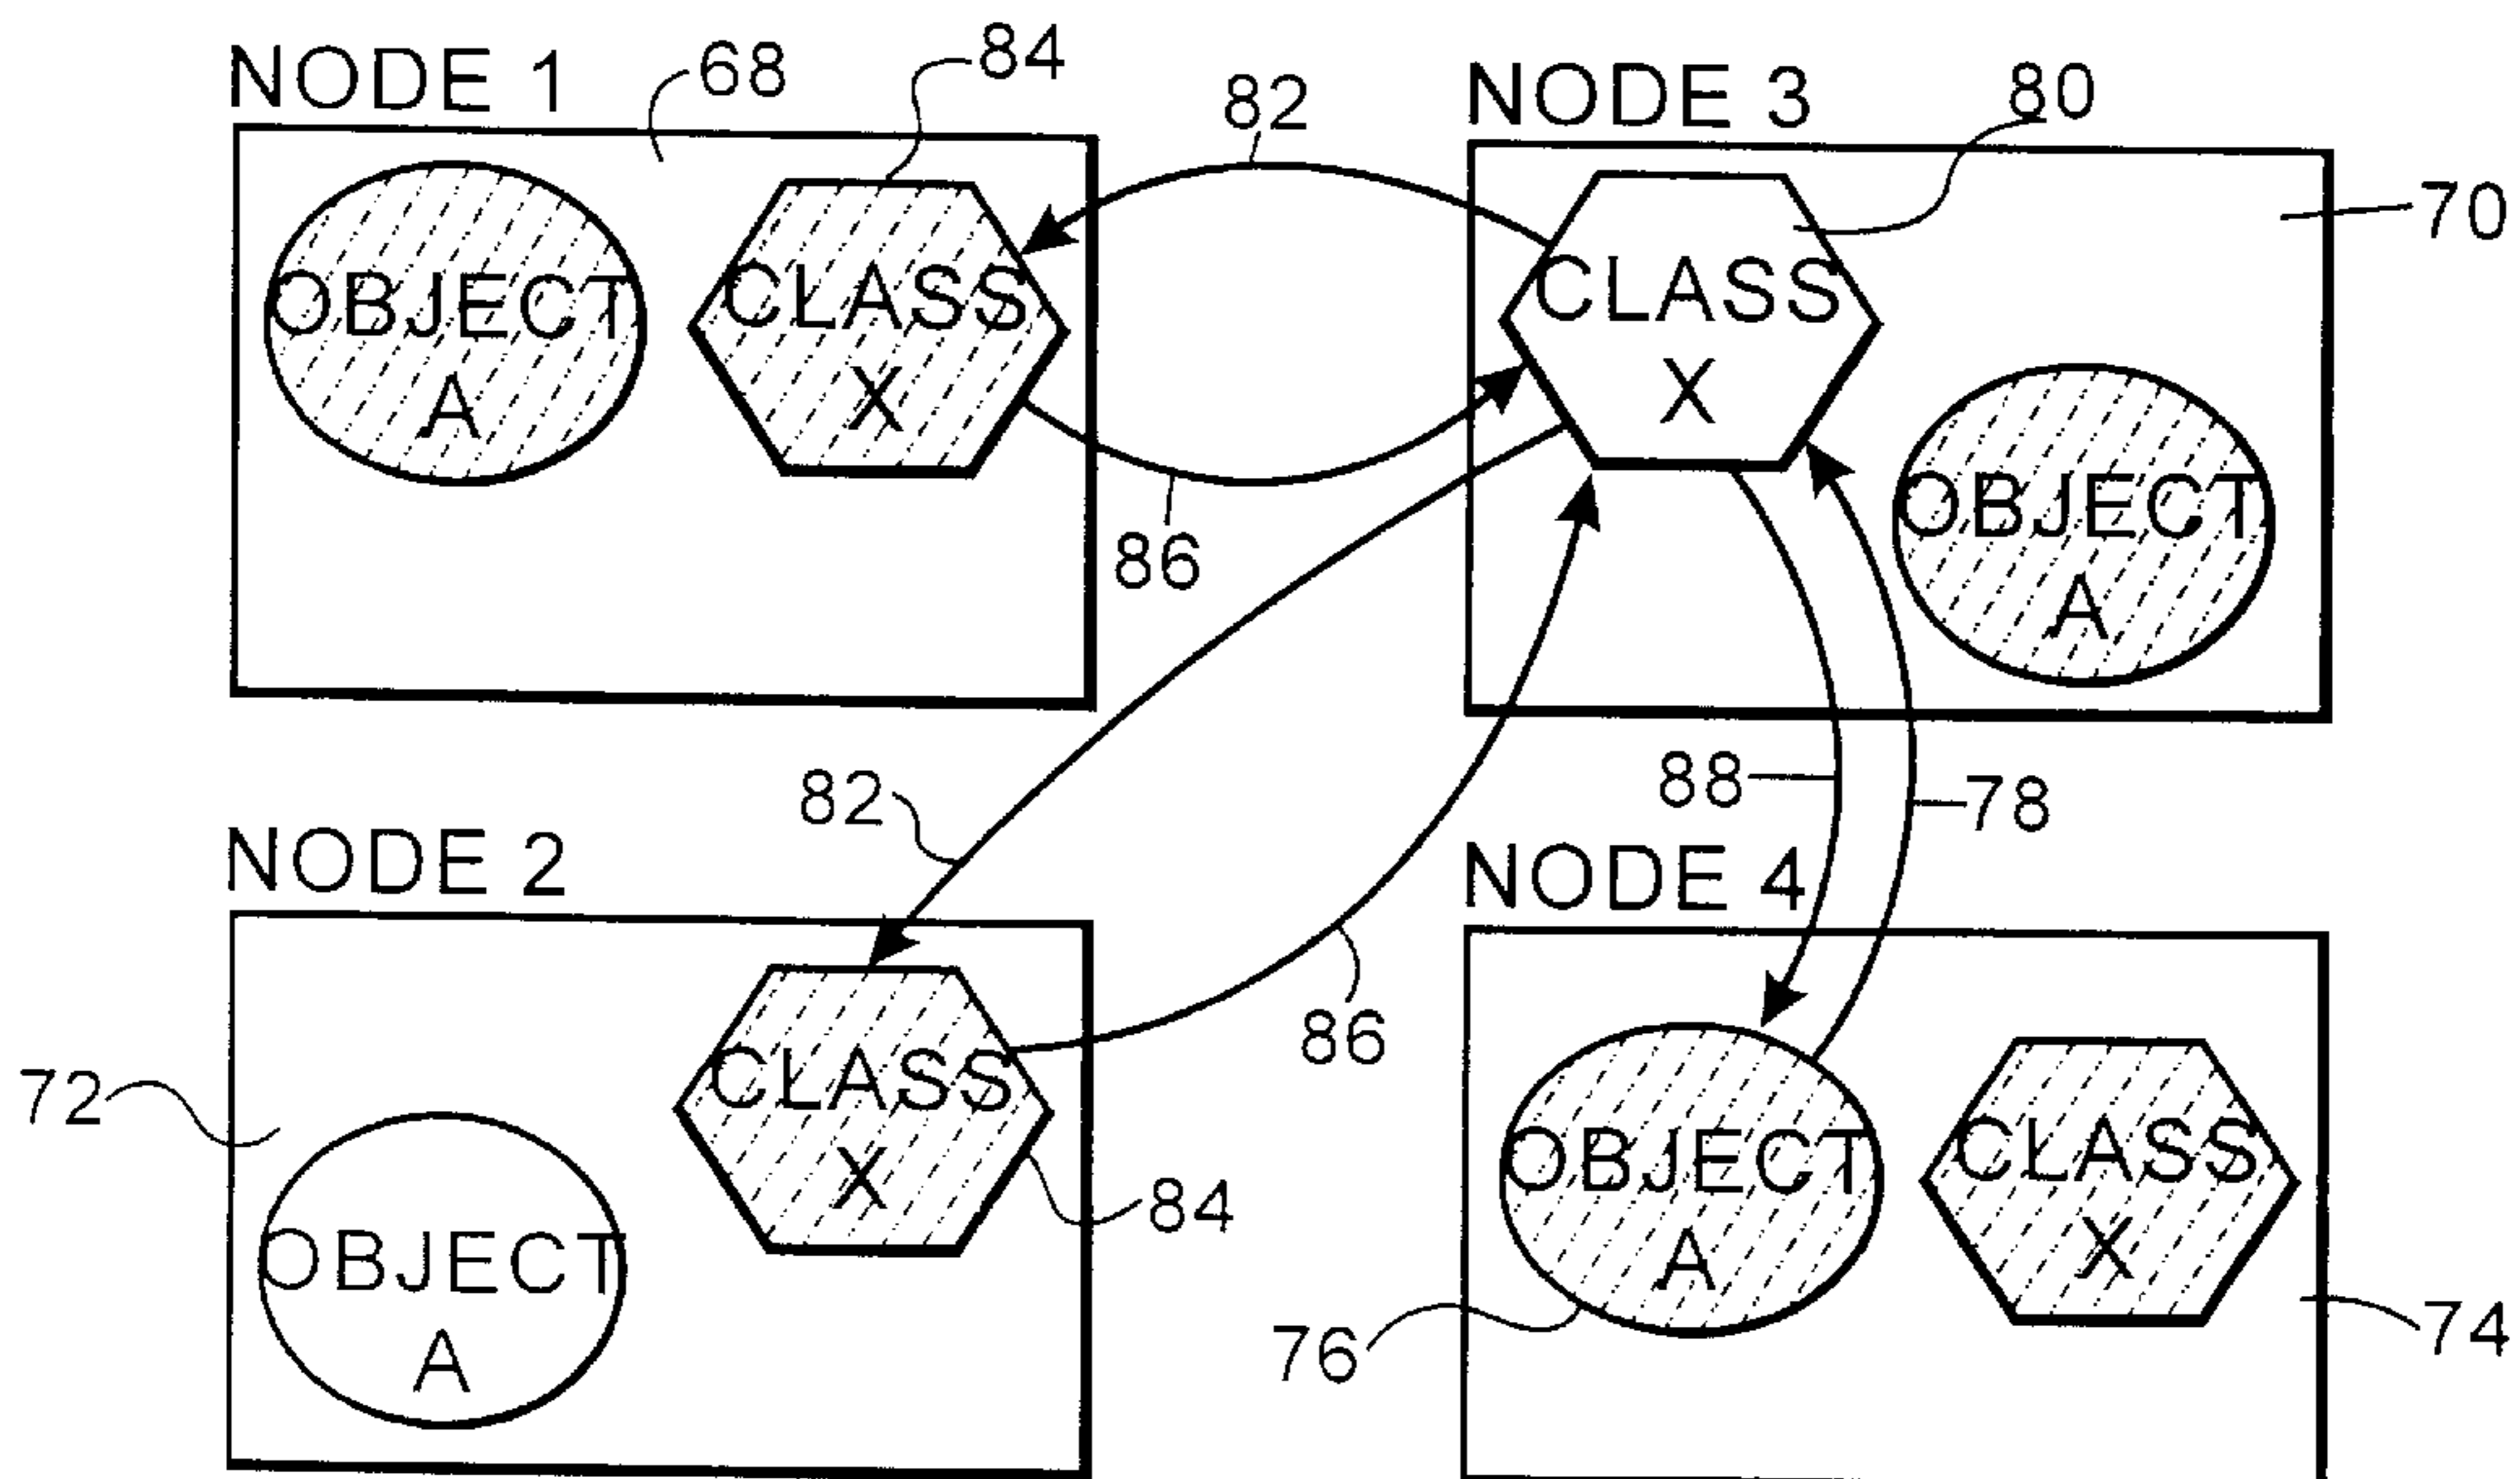 NODE 1
68
84
82
NODE 3
80
70
OBJECT
A
CLASS
X
CLASS
X
OBJECT
A
86
82
88
78
NODE 2
NODE 4
72
CLASS
X
84
86
OBJECT
A
OBJECT
A
CLASS
X
76
74